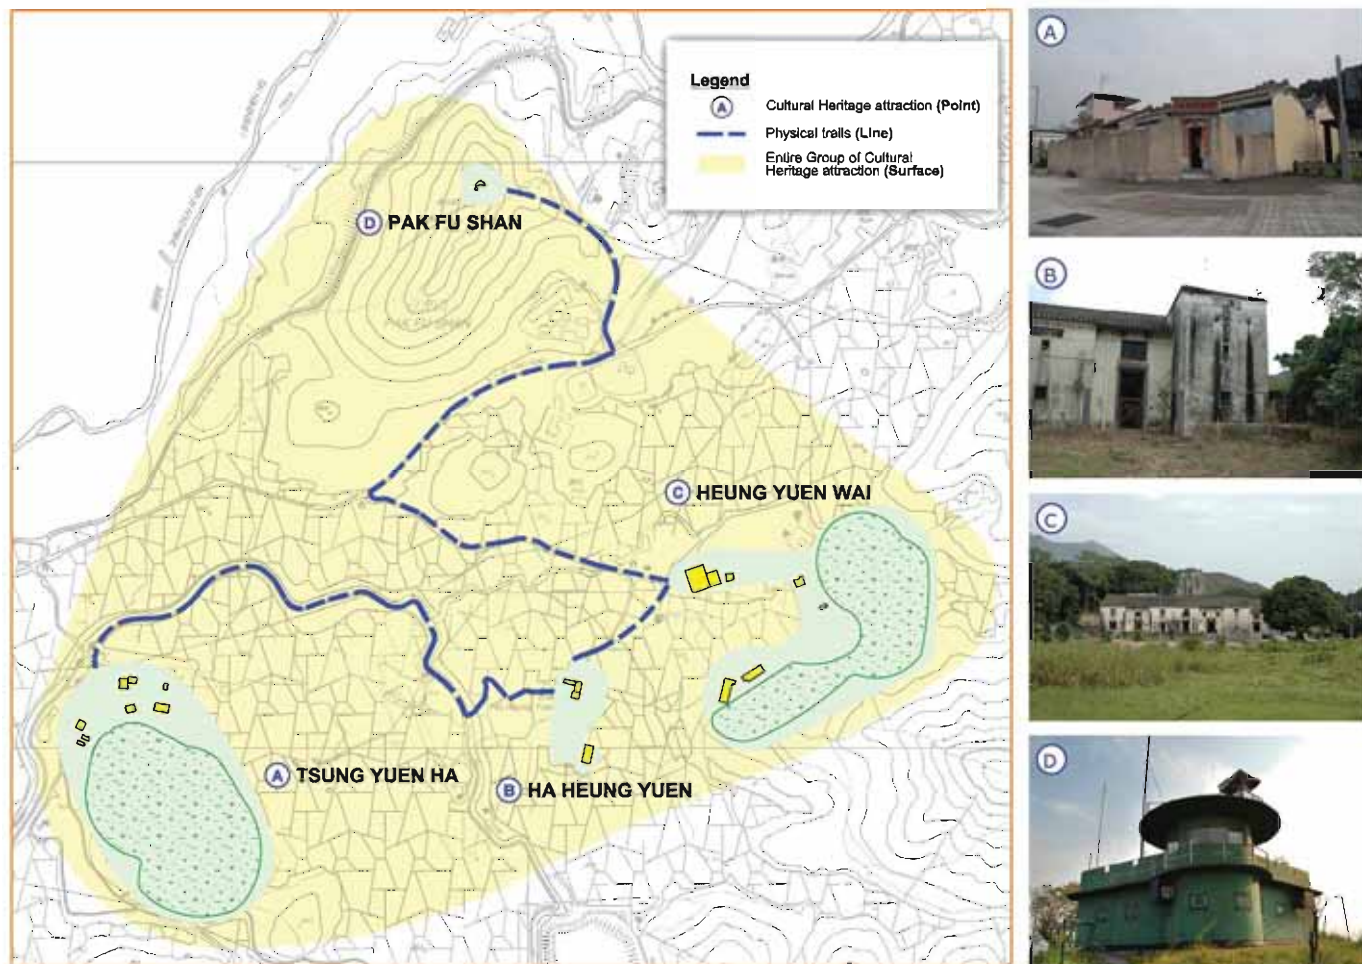 Legend
A Cultural Heritage attraction (Point)
Physical trails (Line)
Entire Group of Cultural
Heritage attraction (Surface)
D PAK FU SHAN
C HEUNG YUEN WAI
A TSUNG YUEN HA
B HA HEUNG YUEN
A
B
C
D